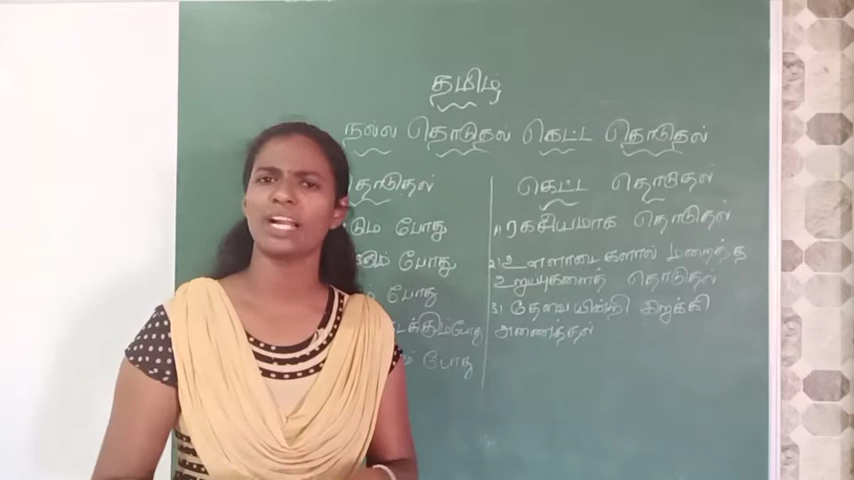 தமிழ்
நல்ல தொடுதல் கெட்ட தொடுதல்
தொடுதல்
போது
போது
போது
போது
போது
கெட்ட தொடுதல்
1) ரகசியமாக தொடுதல்
2) உள்ளாடைகளால் மறைந்த
உறுப்புகளைத் தொடுதல்
3) தேவையின்றி இறுக்கி
அணைத்தல்